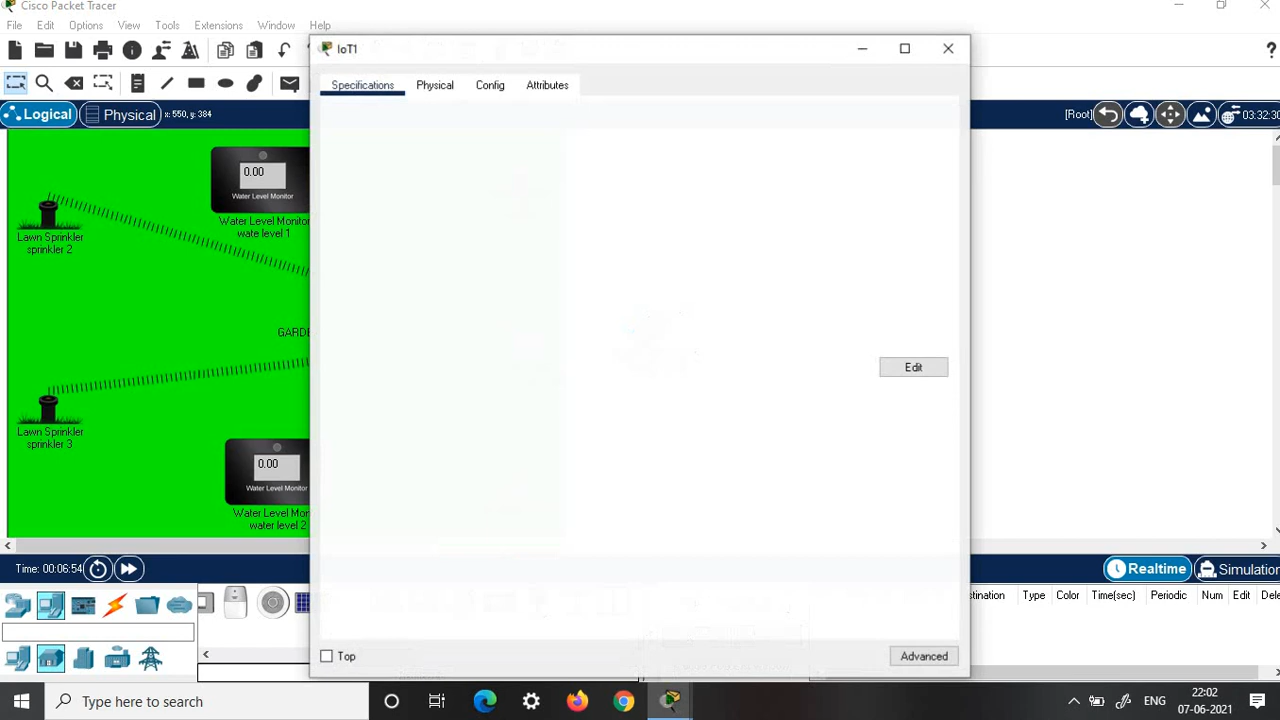 Cisco Packet Tracer
File Edit Options View Tools Extensions Window Help
IoT1
?
Specifications Physical Config Attributes
Logical Physical x: 550, y: 384
[Root] 03:32:30
0.00
Water Level Monitor
Water Level Monitor
wate level 1
Lawn Sprinkler
sprinkler 2
GARDE
Edit
Lawn Sprinkler
sprinkler 3
0.00
Water Level Monitor
Water Level Mon
water level 2
Time: 00:06:54
Realtime Simulation
stination Type Color Time(sec) Periodic Num Edit Dele
Top
Advanced
Type here to search
ENG
22:02
07-06-2021